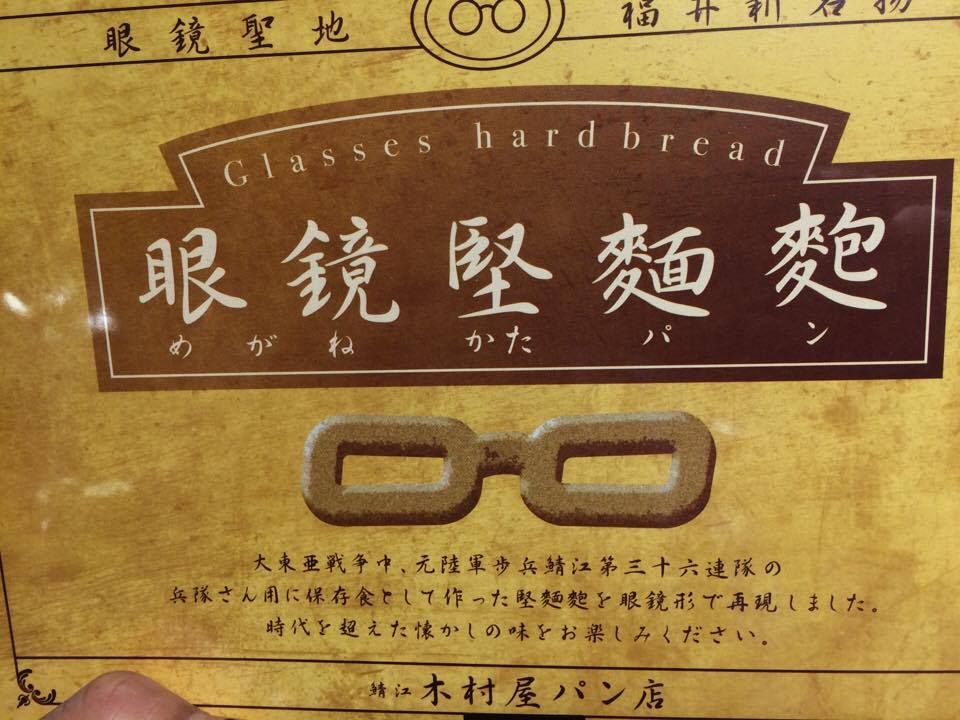 眼鏡聖地
福井新名物
Glasses hardbread
眼鏡堅麵麭
めがねかたパン
大東亜戦争中、元陸軍歩兵鯖江第三十六連隊の
兵隊さん用に保存食として作った堅麵麭を眼鏡形で再現しました。
時代を超えた懐かしの味をお楽しみください。
鯖江 木村屋パン店